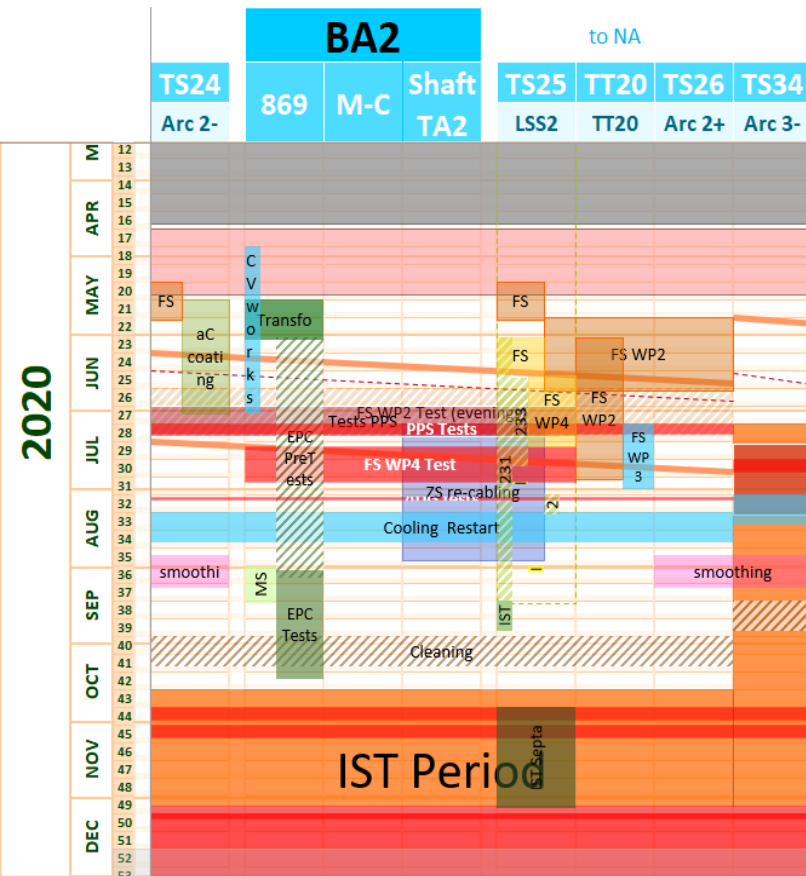 BA2
to NA
TS24
869
M-C
Shaft
TA2
TS25
TT20
TS26
TS34
Arc 2-
LSS2
TT20
Arc 2+
Arc 3-
2020
M
APR
MAY
JUN
JUL
AUG
SEP
OCT
NOV
DEC
12
13
14
15
16
17
18
19
20
21
22
23
24
25
26
27
28
29
30
31
32
33
34
35
36
37
38
39
40
41
42
43
44
45
46
47
48
49
50
51
52
53
FS
aC
coati
ng
CV works
Transfo
FS
FS
FS WP2
FS
WP4
FS
WP2
FS WP2 Test (evening
Tests PPS
PPS Tests
233
EPC
PreT
ests
FS WP4 Test
FS
WP
3
231
ZS re-cabling
2
Cooling Restart
smoothi
MS
I
smoothing
EPC
Tests
IST
Cleaning
IST Period
IST Septa